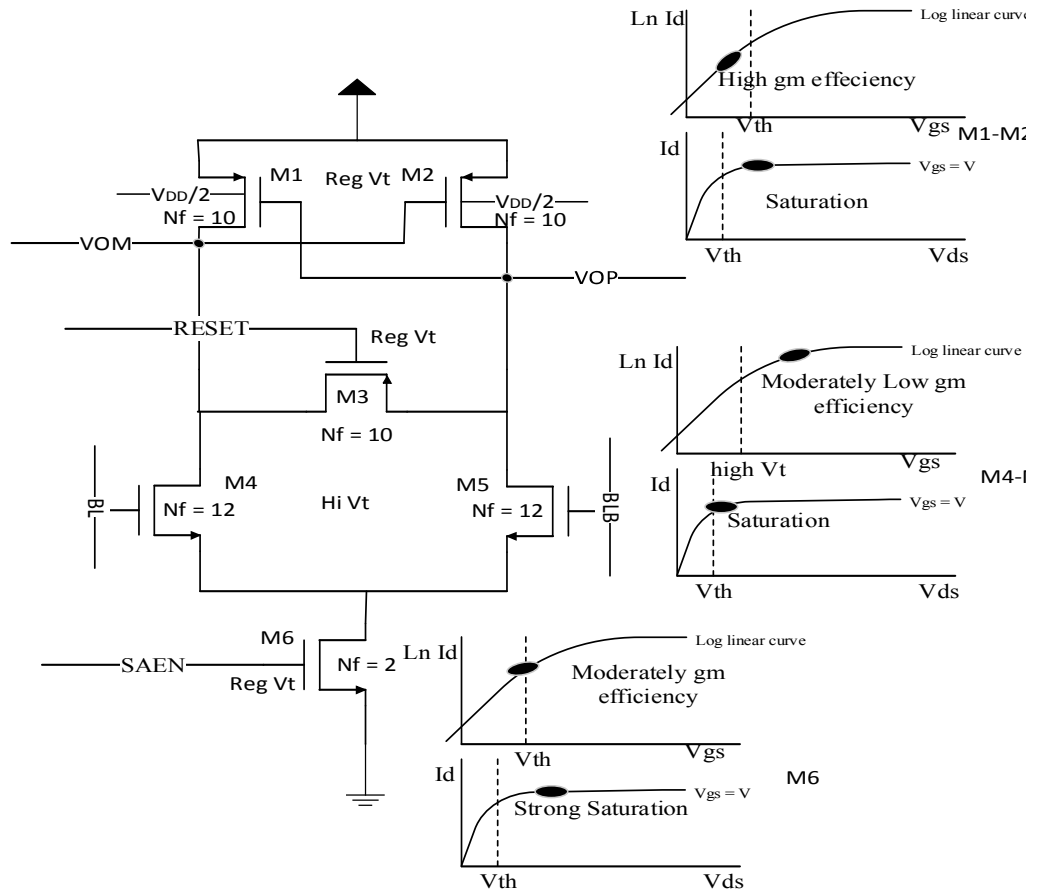 Ln Id
Log linear curve
High gm effeciency
Vth
Vgs
M1-M2
Id
Vgs = V
Saturation
Vth
Vds
M1
Reg Vt
M2
VDD/2
VDD/2
Nf = 10
Nf = 10
VOM
VOP
RESET
Reg Vt
M3
Nf = 10
Ln Id
Log linear curve
Moderately Low gm
efficiency
high Vt
Vgs
M4-
Id
Vgs = V
Saturation
Vth
Vds
BL
M4
Nf = 12
Hi Vt
M5
Nf = 12
BLB
M6
SAEN
Reg Vt
Nf = 2
Ln Id
Log linear curve
Moderately gm
efficiency
Vth
Vgs
Id
M6
Vgs = V
Strong Saturation
Vth
Vds